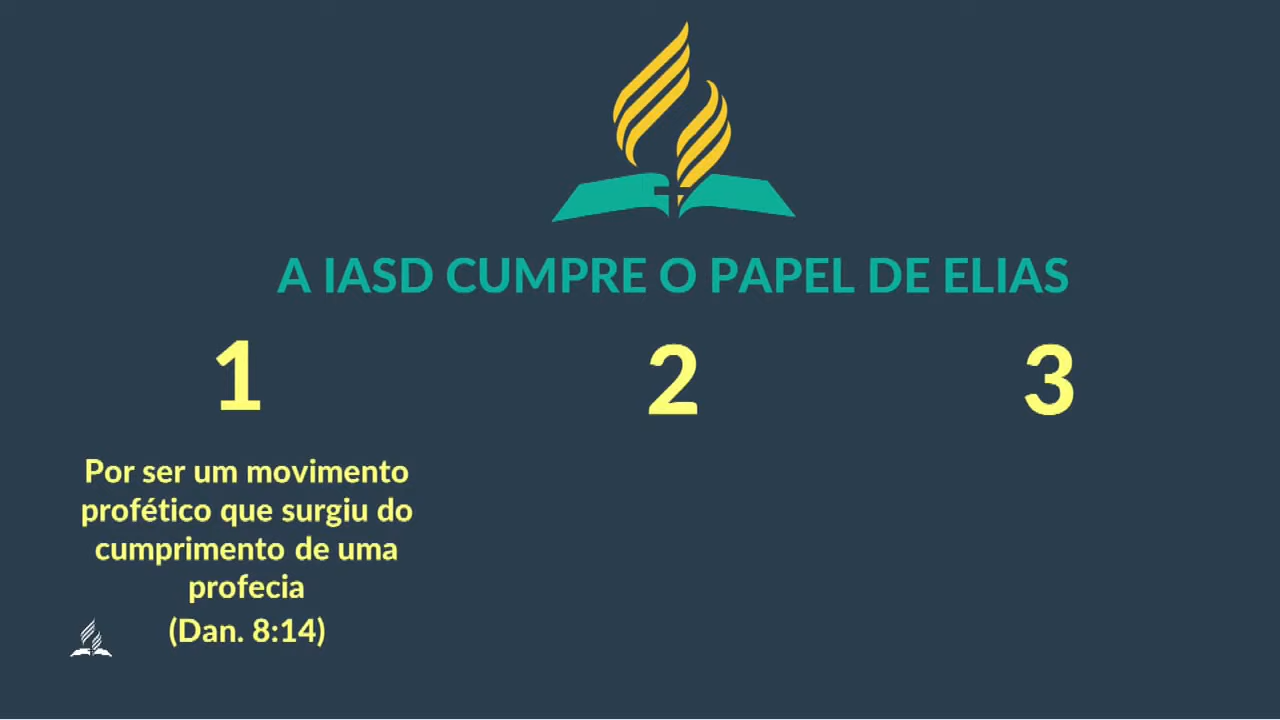 A IASD CUMPRE O PAPEL DE ELIAS
1
2
3
Por ser um movimento
profético que surgiu do
cumprimento de uma
profecia
(Dan. 8:14)